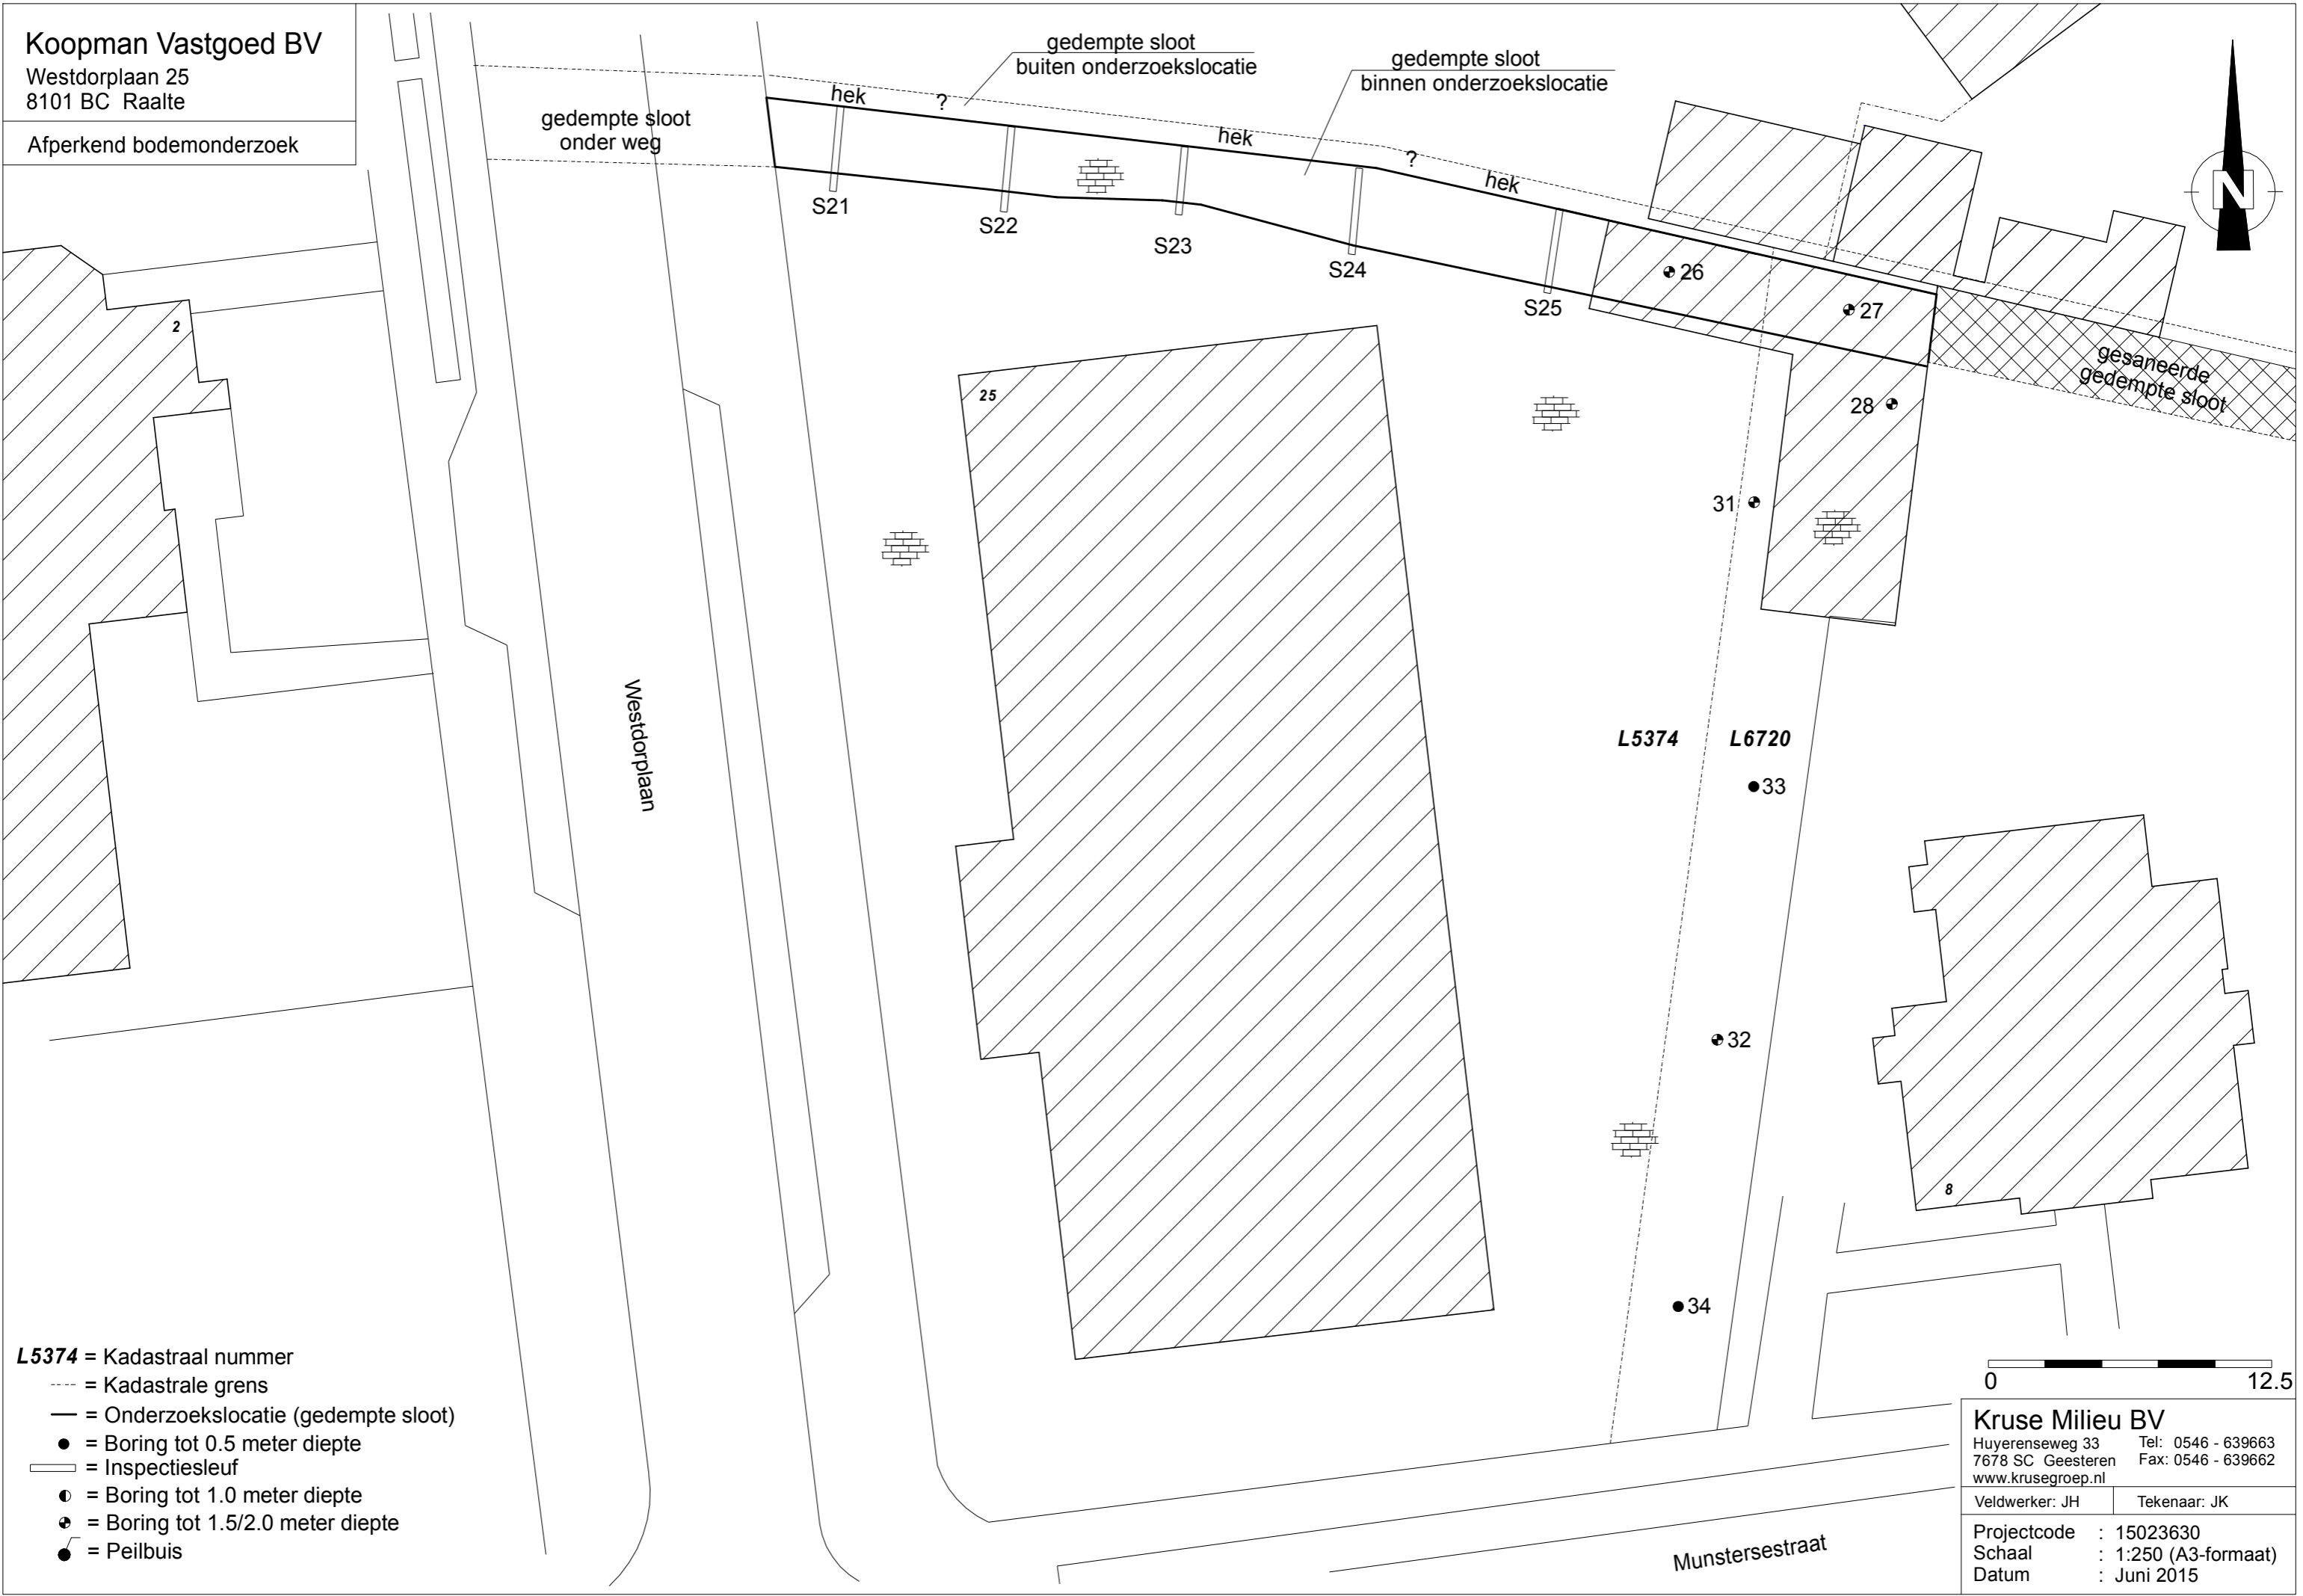 Koopman Vastgoed BV
Westdorplaan 25
8101 BC Raalte
Afperkend bodemonderzoek
gedempte sloot
onder weg
gedempte sloot
buiten onderzoekslocatie
gedempte sloot
binnen onderzoekslocatie
hek
?
hek
?
hek
S21
S22
S23
S24
S25
26
27
28
gesaneerde
gedempte sloot
N
2
25
31
Westdorplaan
L5374
L6720
33
32
34
8
Munstersestraat
L5374 = Kadastraal nummer
= Kadastrale grens
= Onderzoekslocatie (gedempte sloot)
= Boring tot 0.5 meter diepte
= Inspectiesleuf
= Boring tot 1.0 meter diepte
= Boring tot 1.5/2.0 meter diepte
= Peilbuis
0 12.5
Kruse Milieu BV
Huyerenseweg 33 Tel: 0546 - 639663
7678 SC Geesteren Fax: 0546 - 639662
www.krusegroep.nl
Veldwerker: JH Tekenaar: JK
Projectcode : 15023630
Schaal : 1:250 (A3-formaat)
Datum : Juni 2015